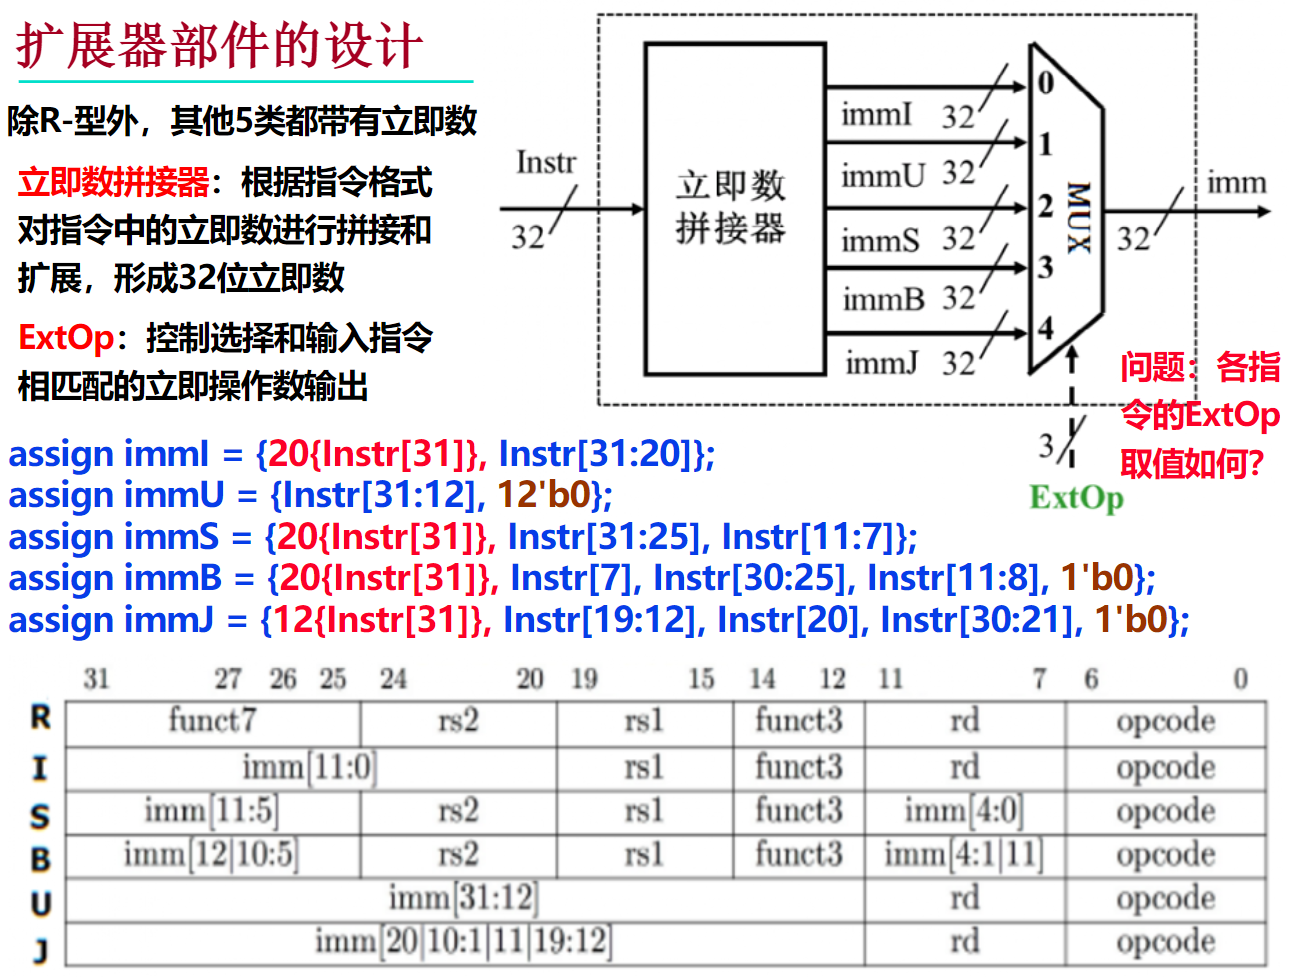 扩展器部件的设计
除R-型外，其他5类都带有立即数
立即数拼接器：根据指令格式
对指令中的立即数进行拼接和
扩展，形成32位立即数
ExtOp：控制选择和输入指令
相匹配的立即操作数输出
Instr
32
立即数
拼接器
immI 32
immU 32
immS 32
immB 32
immJ 32
0
1
2
3
4
MUX
imm
32
3
ExtOp
问题：各指
令的ExtOp
取值如何？
assign immI = {20{Instr[31]}, Instr[31:20]};
assign immU = {Instr[31:12], 12'b0};
assign immS = {20{Instr[31]}, Instr[31:25], Instr[11:7]};
assign immB = {20{Instr[31]}, Instr[7], Instr[30:25], Instr[11:8], 1'b0};
assign immJ = {12{Instr[31]}, Instr[19:12], Instr[20], Instr[30:21], 1'b0};
31 27 26 25 24 20 19 15 14 12 11 7 6 0
R funct7 rs2 rs1 funct3 rd opcode
I imm[11:0] rs1 funct3 rd opcode
S imm[11:5] rs2 rs1 funct3 imm[4:0] opcode
B imm[12|10:5] rs2 rs1 funct3 imm[4:1|11] opcode
U imm[31:12] rd opcode
J imm[20|10:1|11|19:12] rd opcode